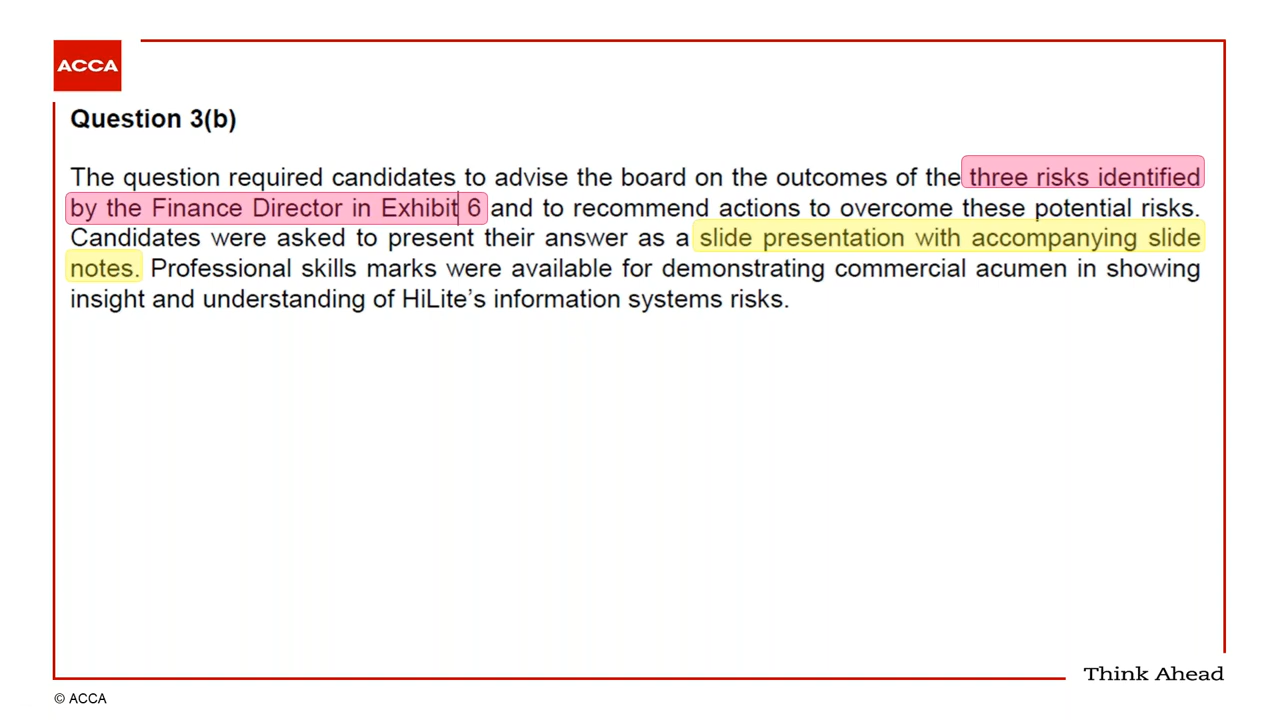 ACCA
Question 3(b)
The question required candidates to advise the board on the outcomes of the three risks identified
by the Finance Director in Exhibit 6 and to recommend actions to overcome these potential risks.
Candidates were asked to present their answer as a slide presentation with accompanying slide
notes. Professional skills marks were available for demonstrating commercial acumen in showing
insight and understanding of HiLite's information systems risks.
Think Ahead
© ACCA